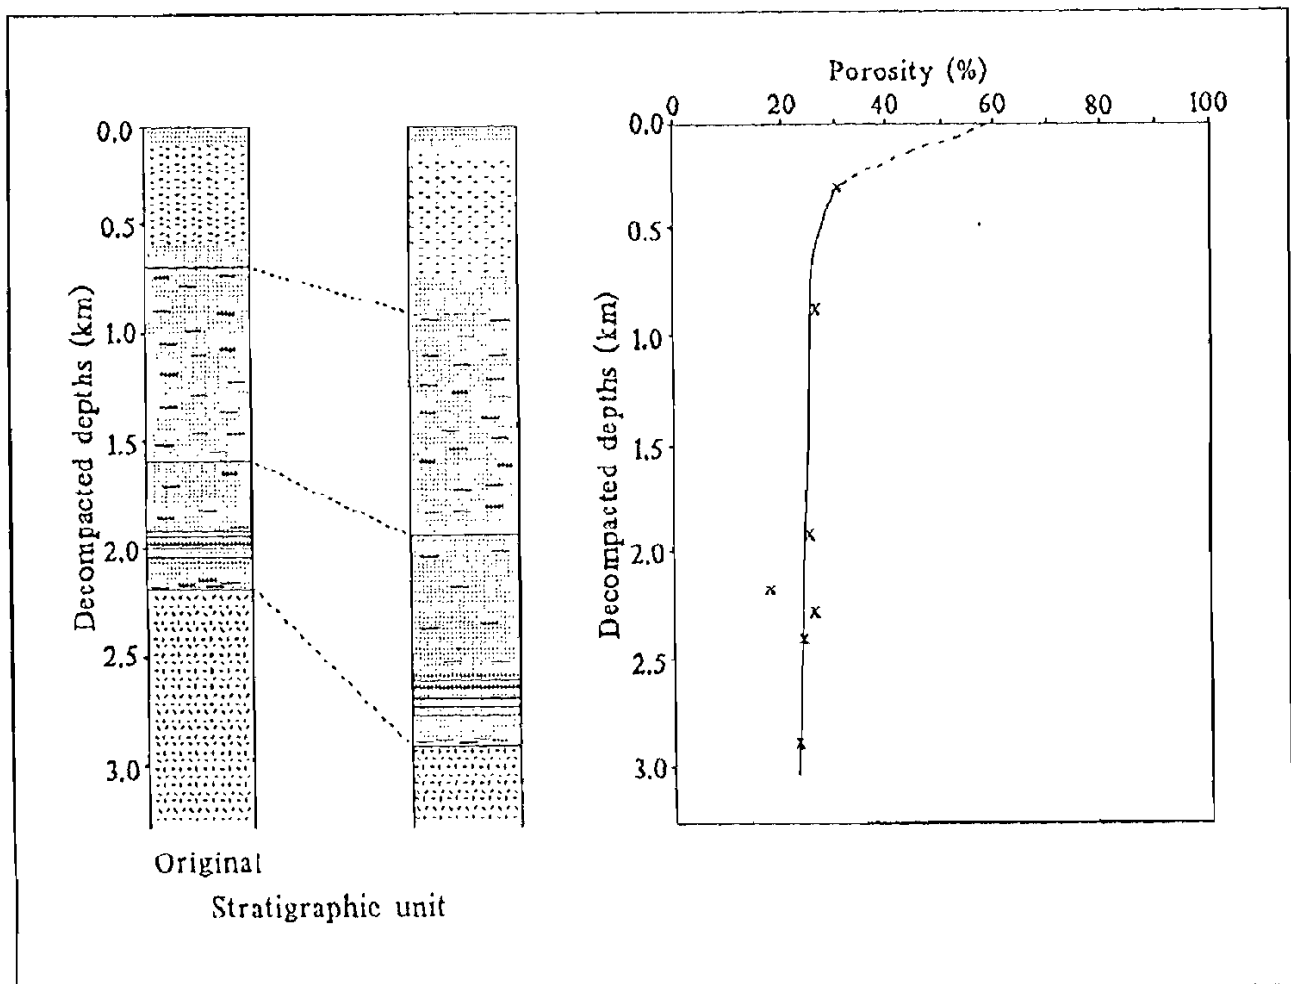 Porosity (%)
0 20 40 60 80 100
0.0
0.5
1.0
1.5
2.0
2.5
3.0
Decompacted depths (km)
0.0
0.5
1.0
1.5
2.0
2.5
3.0
Decompacted depths (km)
Original
Stratigraphic unit